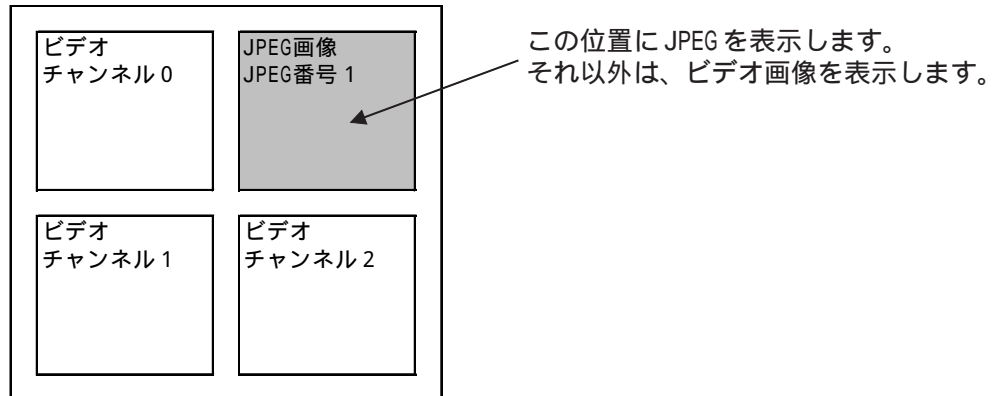 ビデオ
チャンネル 0
JPEG画像
JPEG番号 1
この位置に JPEG を表示します。
それ以外は、ビデオ画像を表示します。
ビデオ
チャンネル 1
ビデオ
チャンネル 2